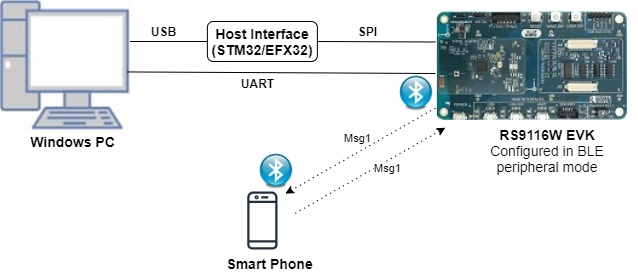 USB
Host Interface
(STM32/EFX32)
SPI
UART
Windows PC
Msg1
Msg1
RS9116W EVK
Configured in BLE
peripheral mode
Smart Phone